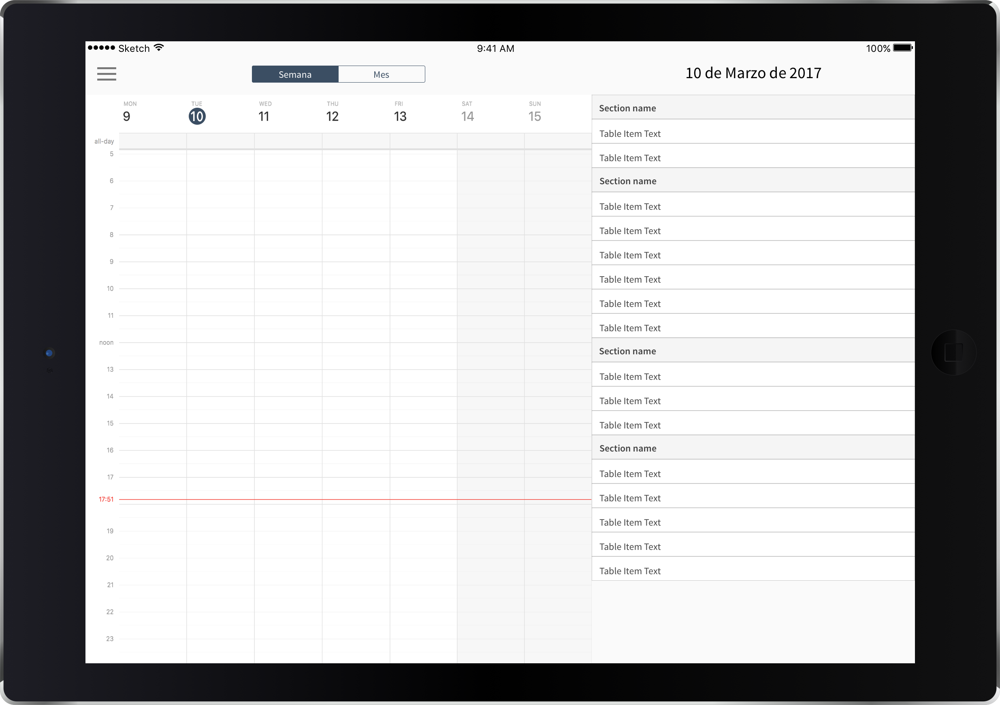 Sketch
9:41 AM
100%
Semana
Mes
10 de Marzo de 2017
MON
TUE
WED
THU
FRI
SAT
SUN
9
10
11
12
13
14
15
all-day
5
6
7
8
9
10
11
noon
13
14
15
16
17
17:51
19
20
21
22
23
Section name
Table Item Text
Table Item Text
Section name
Table Item Text
Table Item Text
Table Item Text
Table Item Text
Table Item Text
Table Item Text
Section name
Table Item Text
Table Item Text
Table Item Text
Section name
Table Item Text
Table Item Text
Table Item Text
Table Item Text
Table Item Text